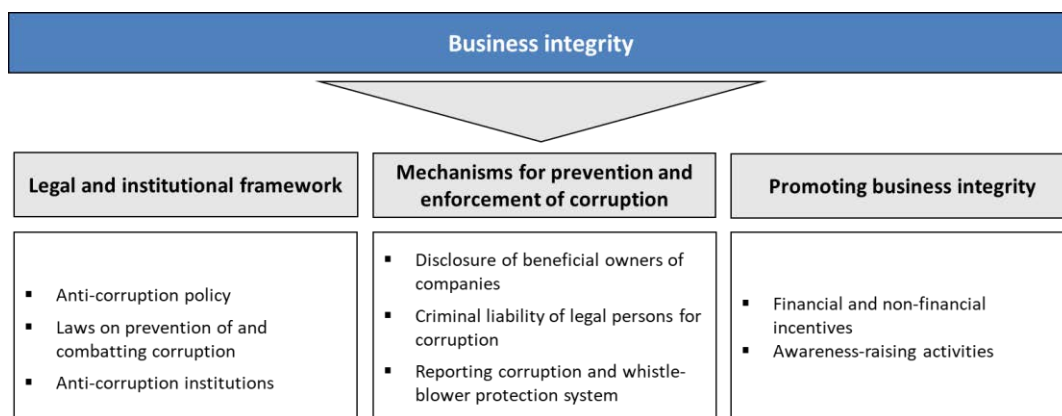 Business integrity
Legal and institutional framework
Mechanisms for prevention and
enforcement of corruption
Promoting business integrity
▪ Anti-corruption policy
▪ Laws on prevention of and
combatting corruption
▪ Anti-corruption institutions
▪ Disclosure of beneficial owners of
companies
▪ Criminal liability of legal persons for
corruption
▪ Reporting corruption and whistle-
blower protection system
▪ Financial and non-financial
incentives
▪ Awareness-raising activities